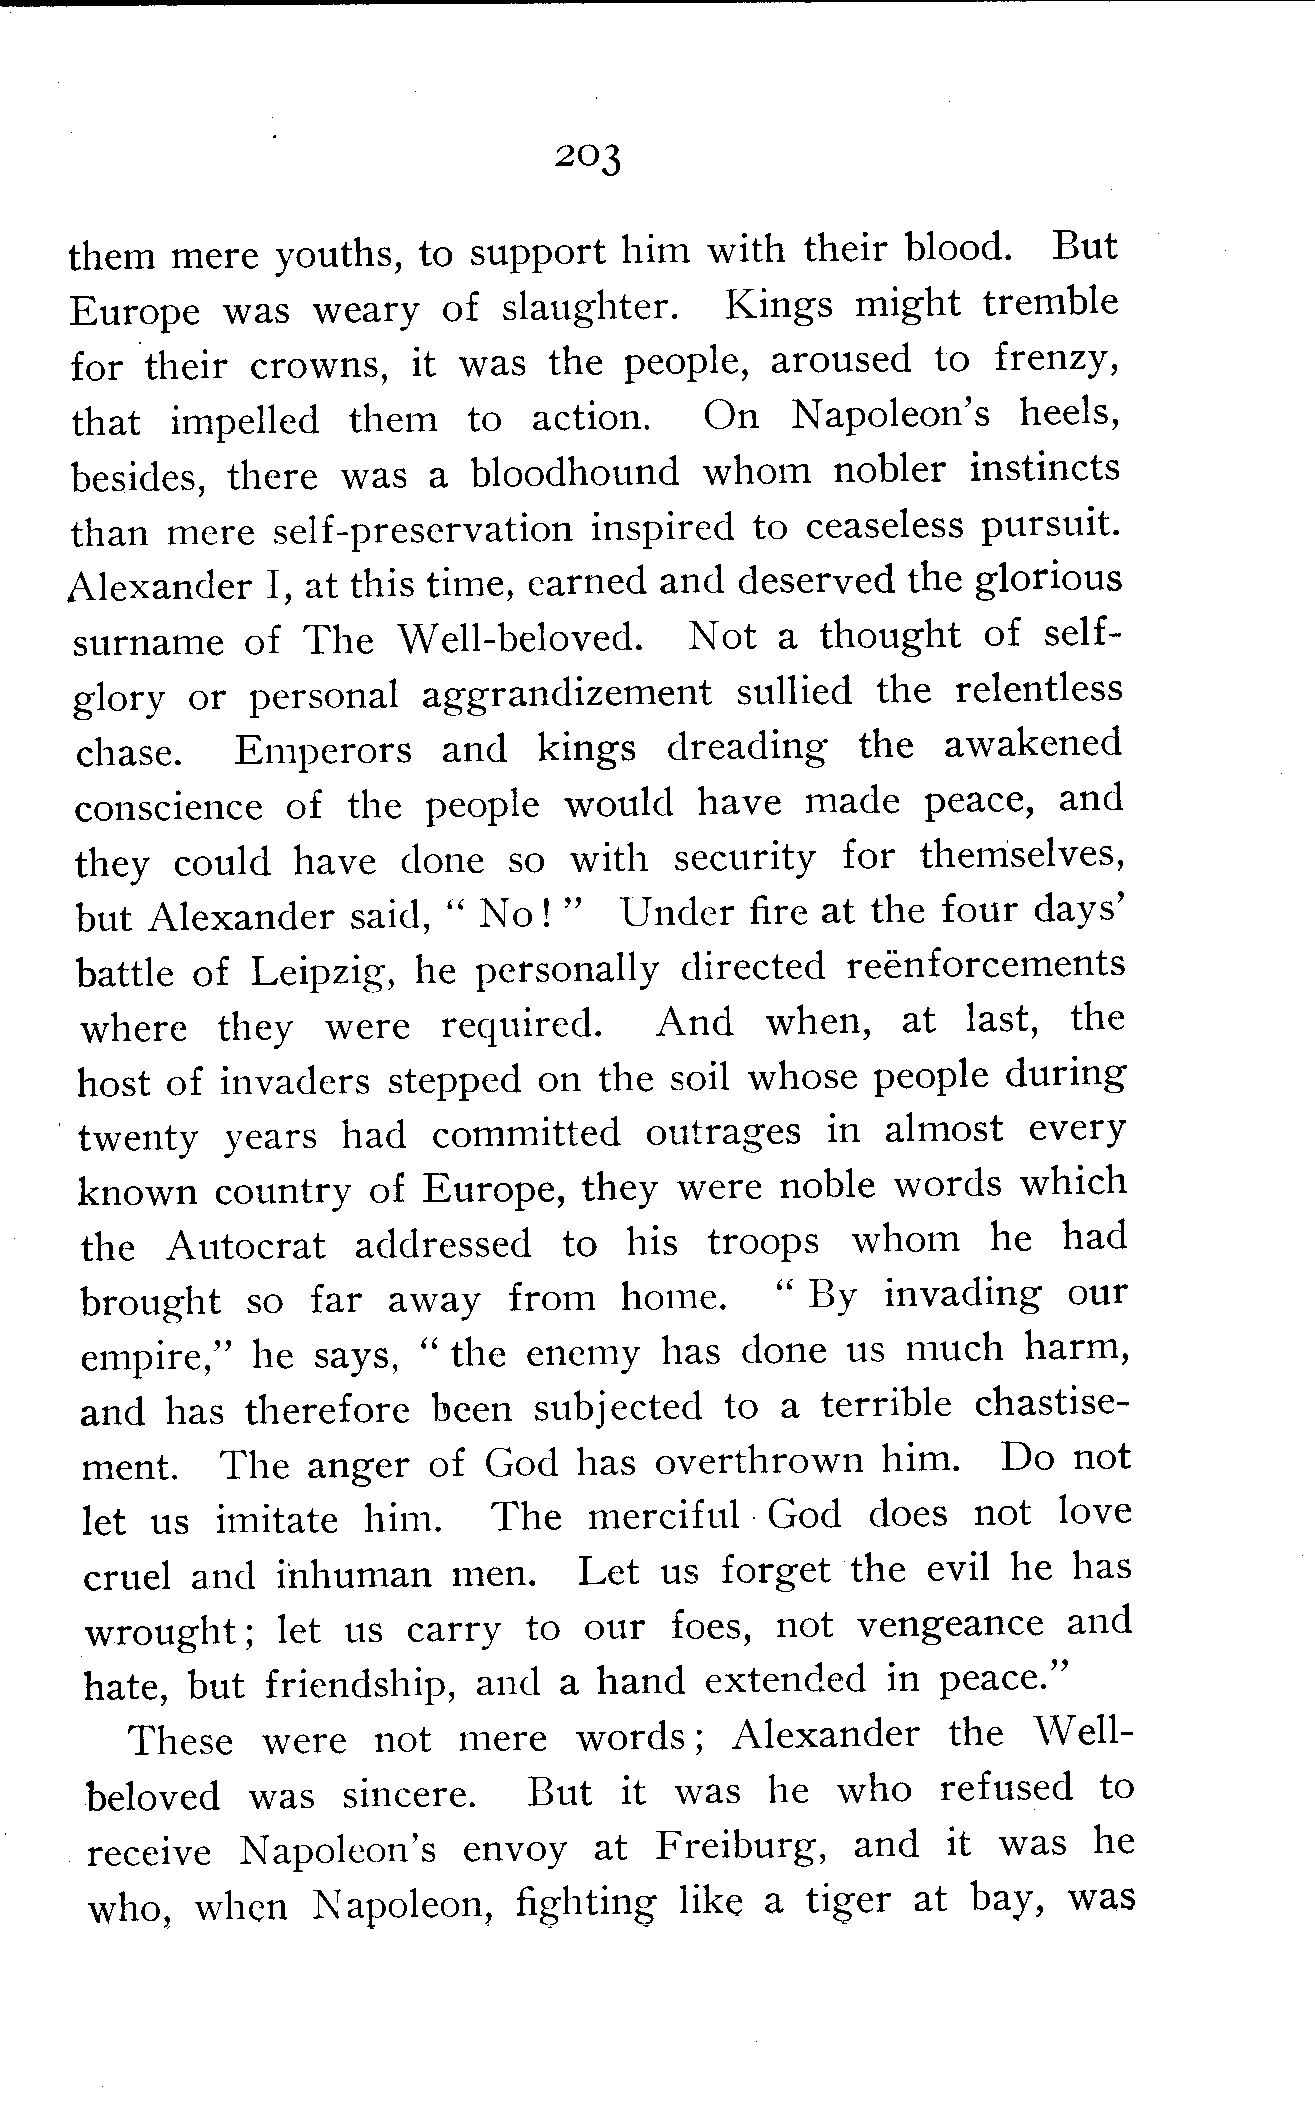 203
them mere youths, to support him with their blood. But
Europe was weary of slaughter. Kings might tremble
for their crowns, it was the people, aroused to frenzy,
that impelled them to action. On Napoleon's heels,
besides, there was a bloodhound whom nobler instincts
than mere self-preservation inspired to ceaseless pursuit.
Alexander I, at this time, earned and deserved the glorious
surname of The Well-beloved. Not a thought of self-
glory or personal aggrandizement sullied the relentless
chase. Emperors and kings dreading the awakened
conscience of the people would have made peace, and
they could have done so with security for themselves,
but Alexander said, “ No! ” Under fire at the four days'
battle of Leipzig, he personally directed reënforcements
where they were required. And when, at last, the
host of invaders stepped on the soil whose people during
twenty years had committed outrages in almost every
known country of Europe, they were noble words which
the Autocrat addressed to his troops whom he had
brought so far away from home. “ By invading our
empire,” he says, “ the enemy has done us much harm,
and has therefore been subjected to a terrible chastise-
ment. The anger of God has overthrown him. Do not
let us imitate him. The merciful God does not love
cruel and inhuman men. Let us forget the evil he has
wrought; let us carry to our foes, not vengeance and
hate, but friendship, and a hand extended in peace.”
These were not mere words; Alexander the Well-
beloved was sincere. But it was he who refused to
receive Napoleon's envoy at Freiburg, and it was he
who, when Napoleon, fighting like a tiger at bay, was